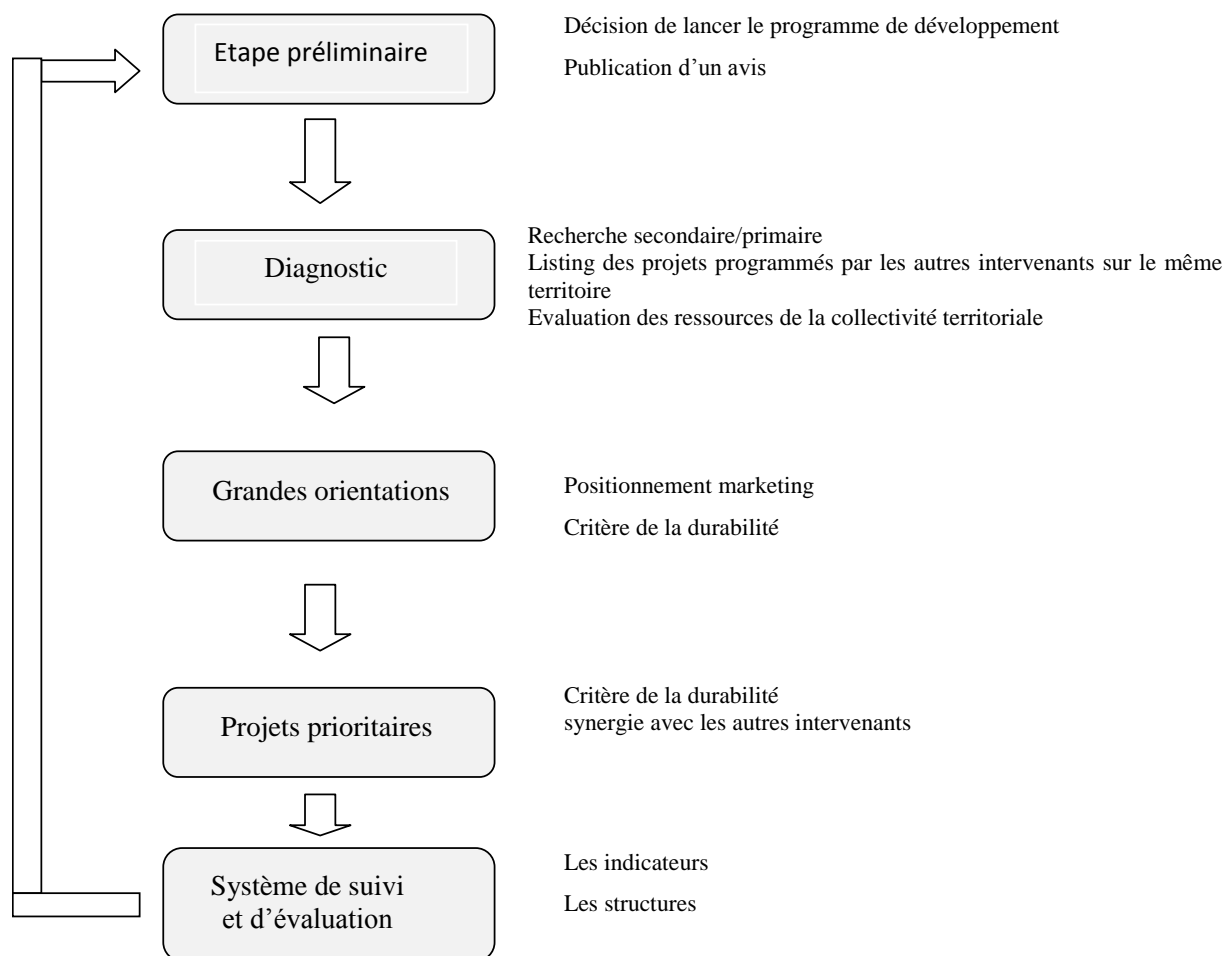 Etape préliminaire
Décision de lancer le programme de développement
Publication d’un avis
Diagnostic
Recherche secondaire/primaire
Listing des projets programmés par les autres intervenants sur le même
territoire
Evaluation des ressources de la collectivité territoriale
Grandes orientations
Positionnement marketing
Critère de la durabilité
Projets prioritaires
Critère de la durabilité
synergie avec les autres intervenants
Système de suivi
et d’évaluation
Les indicateurs
Les structures